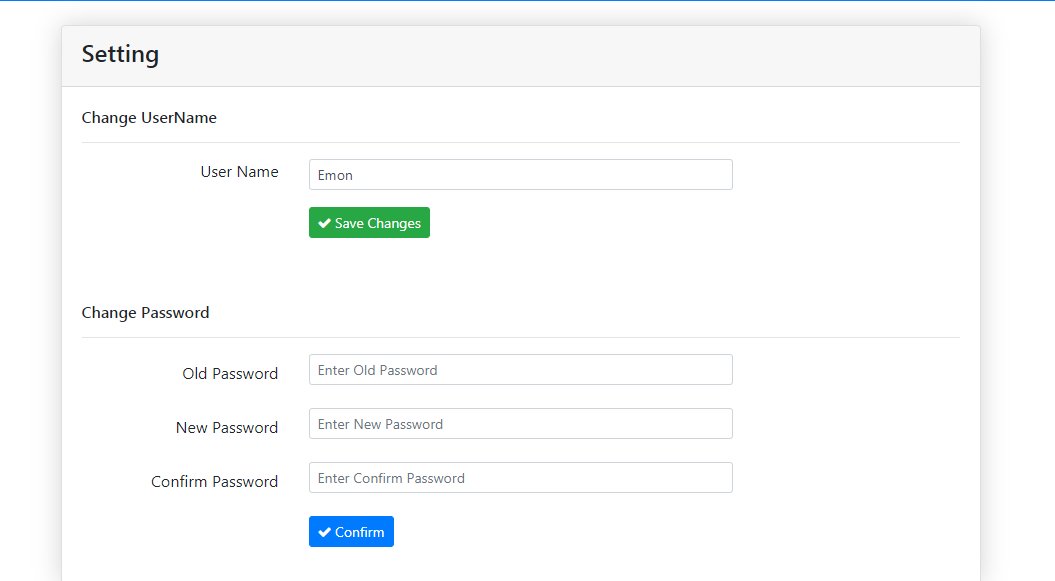 Setting
Change UserName
User Name
Emon
Save Changes
Change Password
Old Password
Enter Old Password
New Password
Enter New Password
Confirm Password
Enter Confirm Password
Confirm